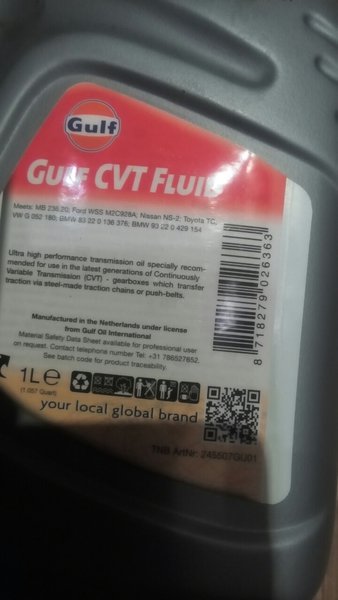 Gulf
GULF CVT FLUID
Meets: MB 236.20; Ford WSS M2C928A; Nissan NS-2; Toyota TC,
VW G 052 180; BMW 83 22 0 136 376; BMW 83 22 0 429 154
Ultra high performance transmission oil specially recom-
mended for use in the latest generations of Continuously
Variable Transmission (CVT) - gearboxes which transfer
traction via steel-made traction chains or push-belts.
Manufactured in the Netherlands under license
from Gulf Oil International
Material Safety Data Sheet available for professional user
on request. Contact telephone number Tel: +31 786527652.
See batch code for product traceability.
8 718279 026363
1L e
(1.057 Quart)
your local global brand
TNB ArtNr: 245507GU01